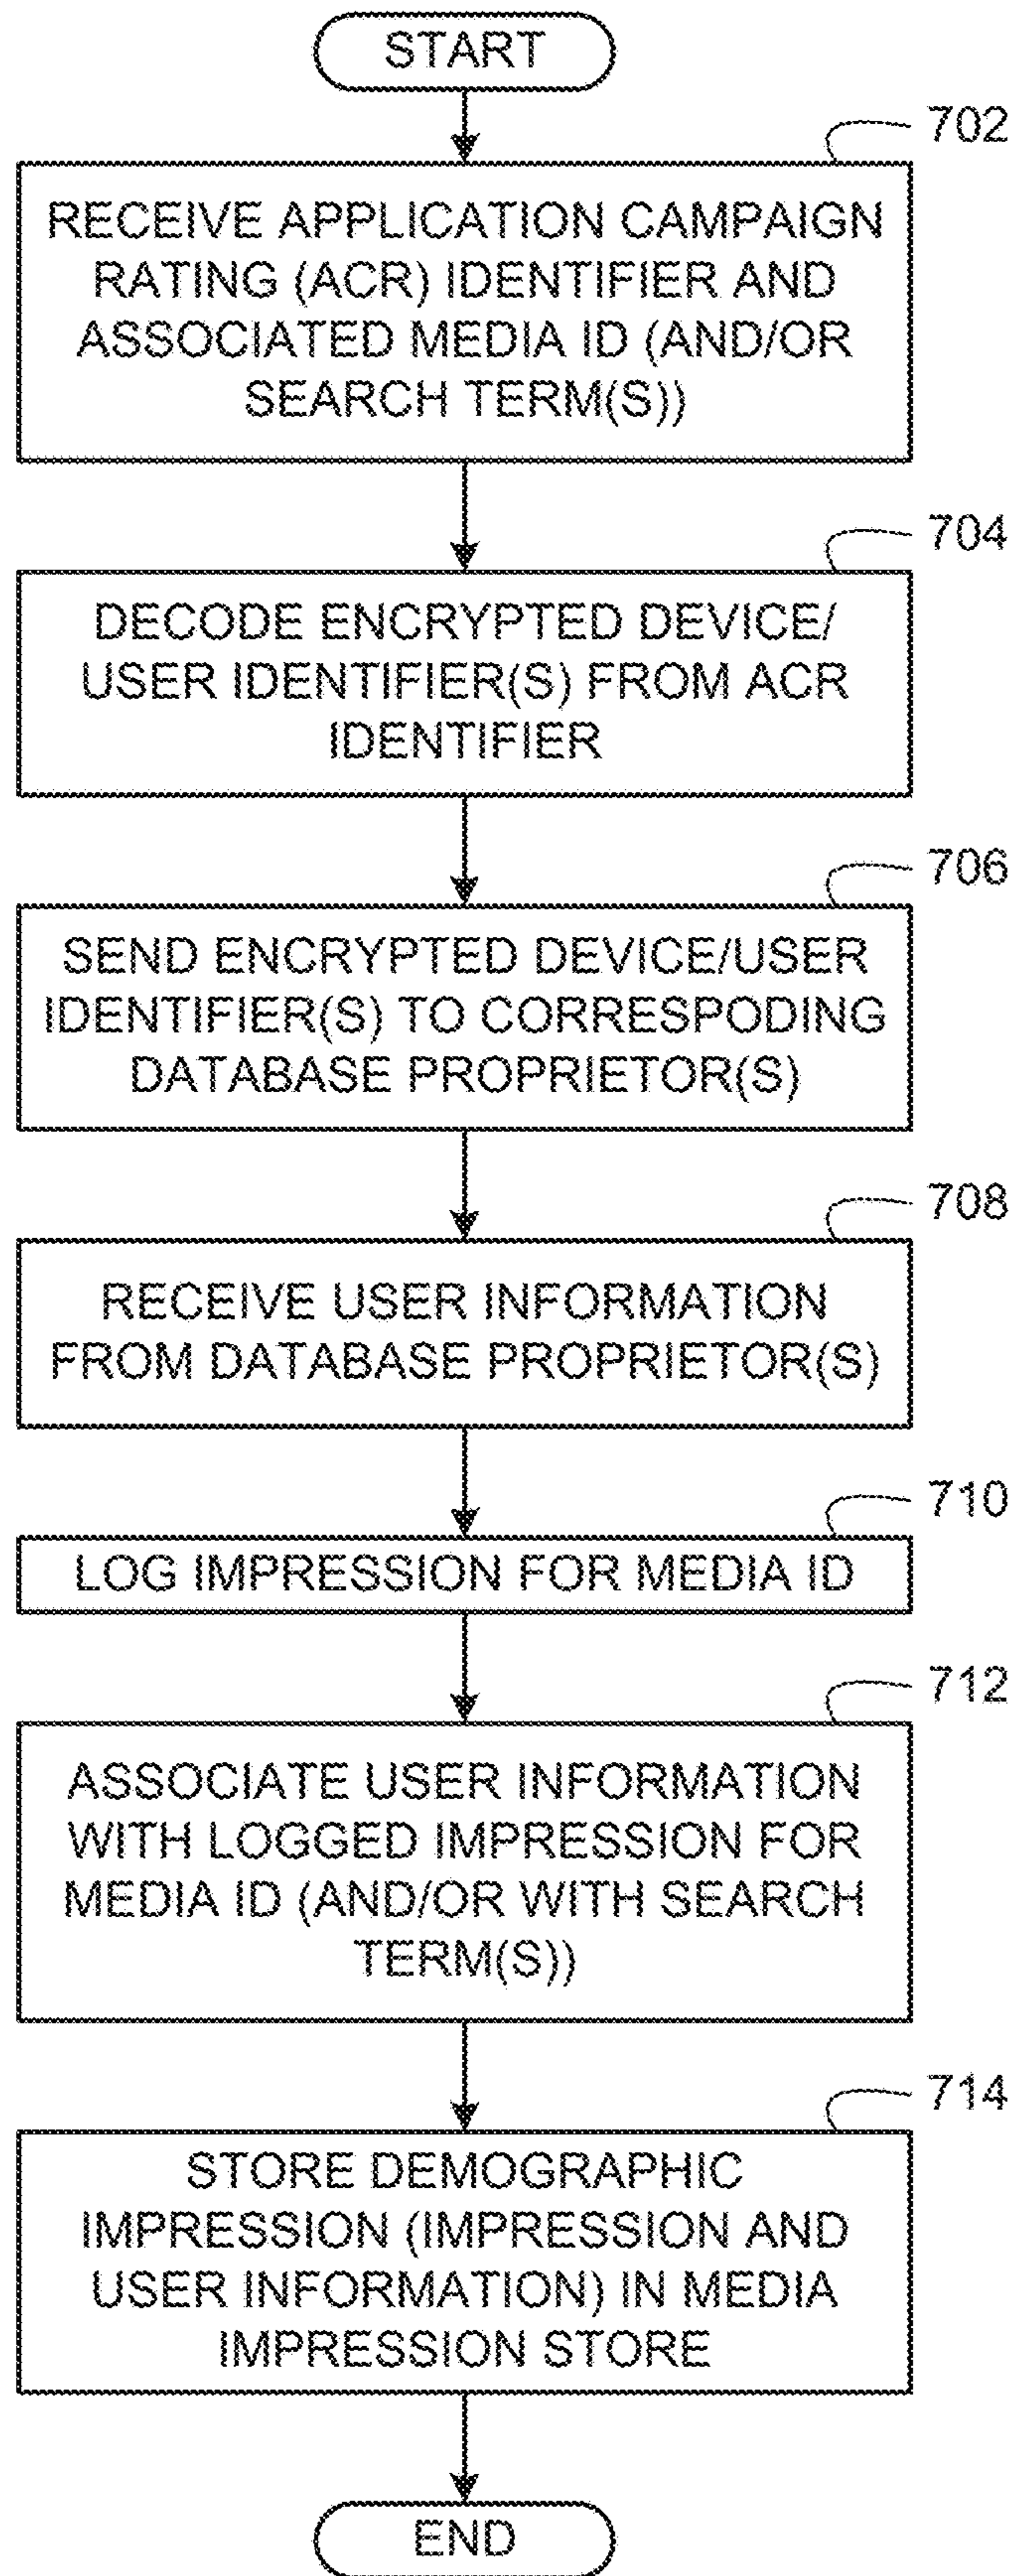 START
702
RECEIVE APPLICATION CAMPAIGN
RATING (ACR) IDENTIFIER AND
ASSOCIATED MEDIA ID (AND/OR
SEARCH TERM(S))
704
DECODE ENCRYPTED DEVICE/
USER IDENTIFIER(S) FROM ACR
IDENTIFIER
706
SEND ENCRYPTED DEVICE/USER
IDENTIFIER(S) TO CORRESPODING
DATABASE PROPRIETOR(S)
708
RECEIVE USER INFORMATION
FROM DATABASE PROPRIETOR(S)
710
LOG IMPRESSION FOR MEDIA ID
712
ASSOCIATE USER INFORMATION
WITH LOGGED IMPRESSION FOR
MEDIA ID (AND/OR WITH SEARCH
TERM(S))
714
STORE DEMOGRAPHIC
IMPRESSION (IMPRESSION AND
USER INFORMATION) IN MEDIA
IMPRESSION STORE
END